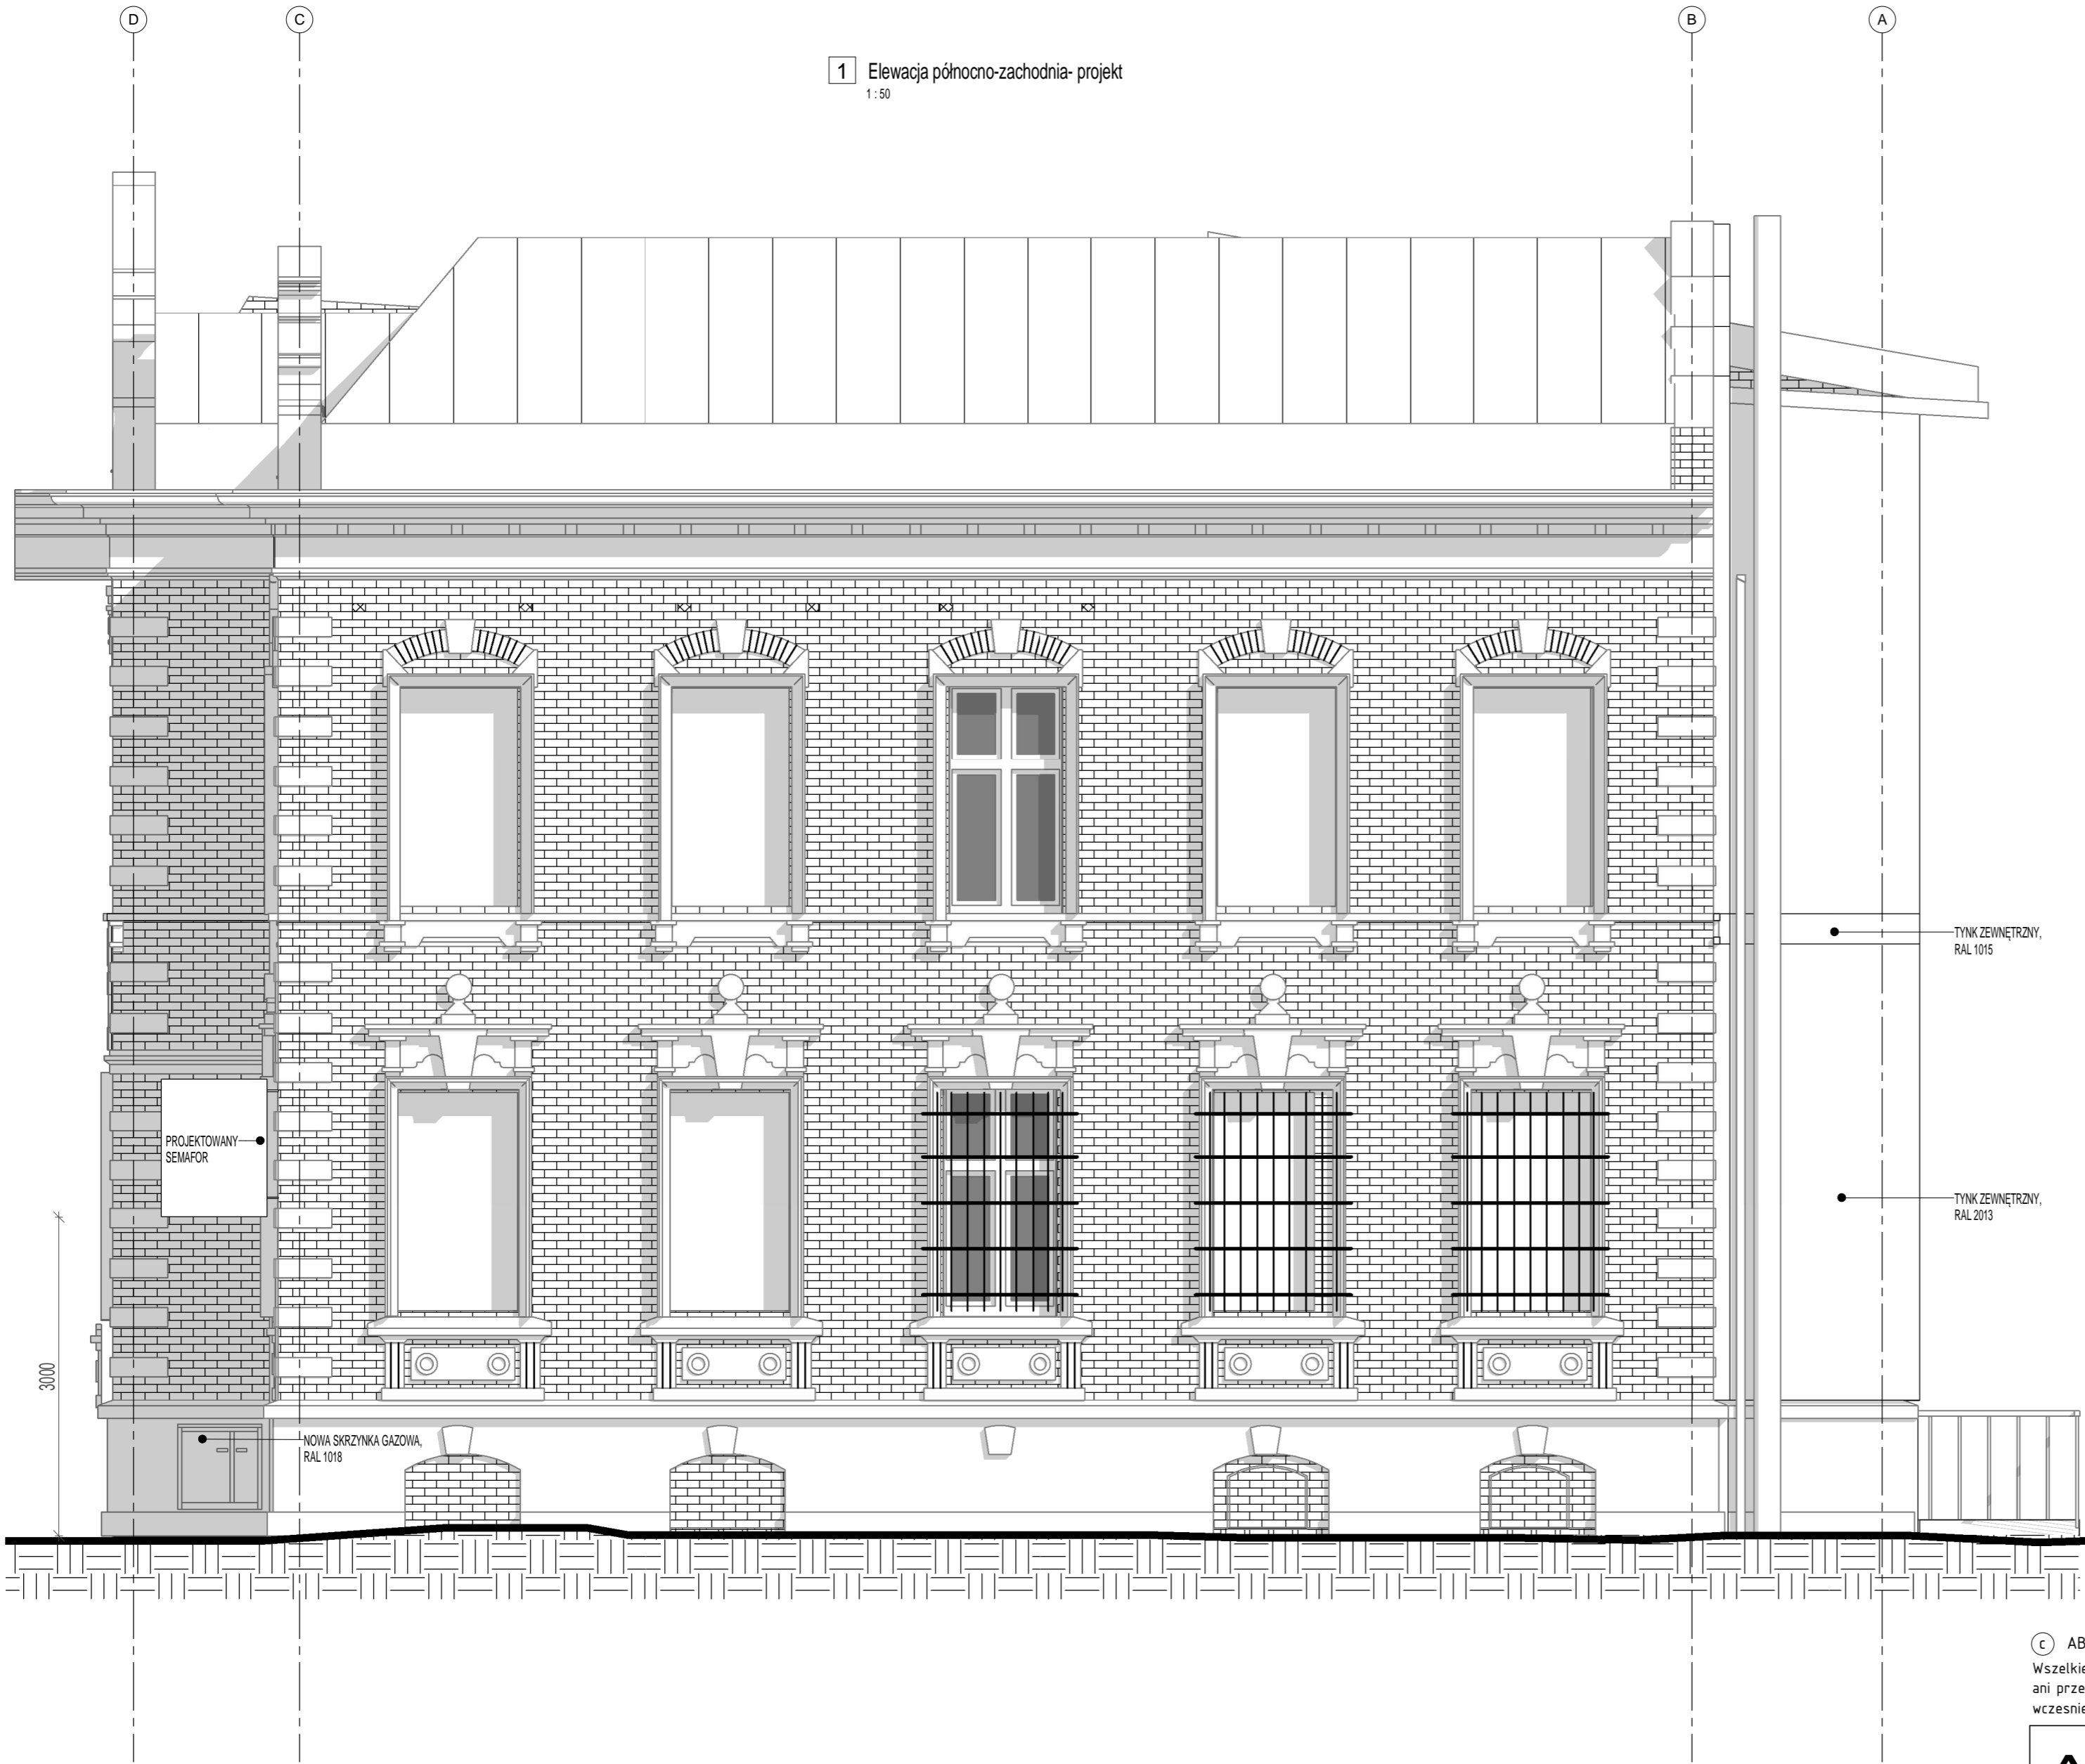 D
C
B
A
1 Elewacja północno-zachodnia- projekt
1 : 50
TYNK ZEWNĘTRZNY,
RAL 1015
PROJEKTOWANY
SEMAFOR
TYNK ZEWNĘTRZNY,
RAL 2013
3000
NOWA SKRZYNKA GAZOWA,
RAL 1018
c AB
Wszelkie
ani prze
wczesnie